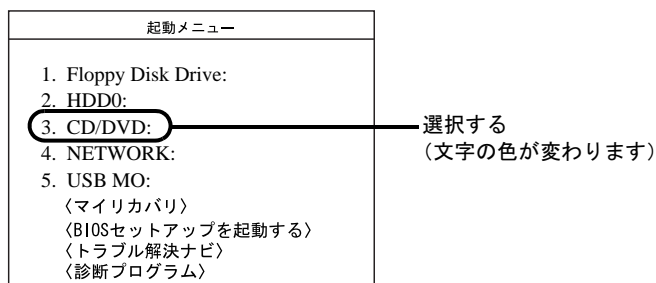 起動メニュー
1. Floppy Disk Drive:
2. HDD0:
3. CD/DVD:
選択する
(文字の色が変わります)
4. NETWORK:
5. USB MO:
〈マイリカバリ〉
〈BIOSセットアップを起動する〉
〈トラブル解決ナビ〉
〈診断プログラム〉